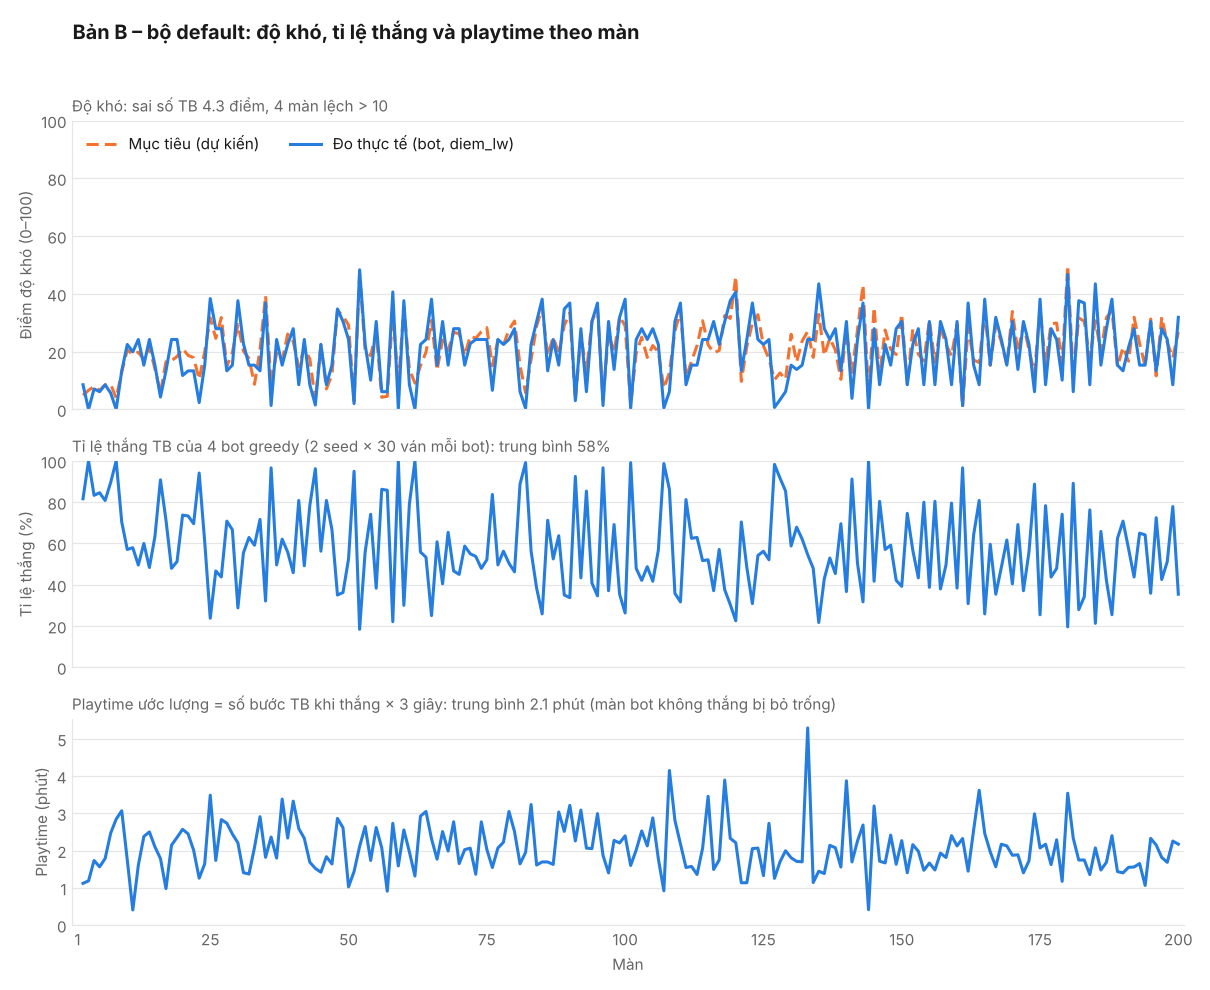 Bản B – bộ default: độ khó, tỉ lệ thắng và playtime theo màn
Độ khó: sai số TB 4.3 điểm, 4 màn lệch > 10
Mục tiêu (dự kiến)
Đo thực tế (bot, diem_lw)
Điểm độ khó (0–100)
100
80
60
40
20
0
Tỉ lệ thắng TB của 4 bot greedy (2 seed × 30 ván mỗi bot): trung bình 58%
Tỉ lệ thắng (%)
100
80
60
40
20
0
Playtime ước lượng = số bước TB khi thắng × 3 giây: trung bình 2.1 phút (màn bot không thắng bị bỏ trống)
Playtime (phút)
5
4
3
2
1
0
1 25 50 75 100 125 150 175 200
Màn